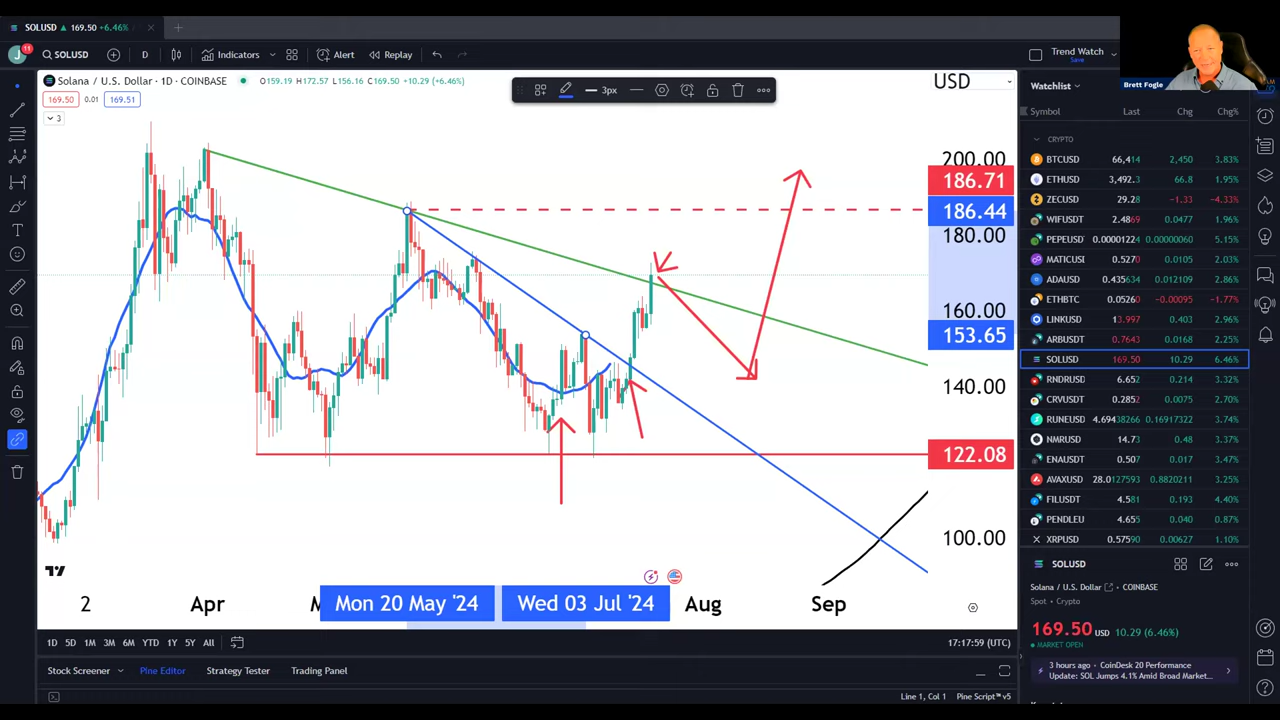 SOLUSD ▲ 169.50 +6.46%
J 11 SOLUSD D Indicators Alert Replay Trend Watch
Save
Solana / U.S. Dollar · 1D · COINBASE O159.19 H172.57 L156.16 C169.50 +10.29 (+6.46%)
3px
USD
Brett Fogle
169.50 0.01 169.51
3
Watchlist
Symbol Last Chg Chg%
CRYPTO
BTCUSD 66,414 2,450 3.83%
ETHUSD 3,492.3 66.8 1.95%
ZECUSD 29.28 -1.33 -4.33%
WIFUSDT 2.4869 0.0477 1.96%
PEPEUSDT 0.00001224 0.00000060 5.15%
MATICUSD 0.5270 0.0105 2.03%
ADAUSD 0.435634 0.012109 2.86%
ETHBTC 0.05260 -0.00095 -1.77%
LINKUSD 13.997 0.403 2.96%
ARBUSDT 0.7643 0.0168 2.25%
SOLUSD 169.50 10.29 6.46%
RNDRUSD 6.652 0.214 3.32%
CRVUSDT 0.2852 0.0075 2.70%
RUNEUSD 4.69438266 0.16917322 3.74%
NMRUSD 14.73 0.48 3.37%
ENAUSDT 0.507 0.017 3.47%
AVAXUSD 28.0127593 0.8820211 3.25%
FILUSDT 4.581 0.193 4.40%
PENDLEU 4.655 0.040 0.87%
XRPUSD 0.57590 0.00627 1.10%
200.00
186.71
186.44
180.00
160.00
153.65
140.00
122.08
100.00
2 Apr Mon 20 May '24 Wed 03 Jul '24 Aug Sep
SOLUSD
Solana / U.S. Dollar COINBASE
Spot • Crypto
169.50 USD 10.29 (6.46%)
MARKET OPEN
3 hours ago • CoinDesk 20 Performance
Update: SOL Jumps 4.1% Amid Broad Market...
1D 5D 1M 3M 6M YTD 1Y 5Y All 17:17:59 (UTC)
Stock Screener Pine Editor Strategy Tester Trading Panel
Line 1, Col 1 Pine Script™ v5